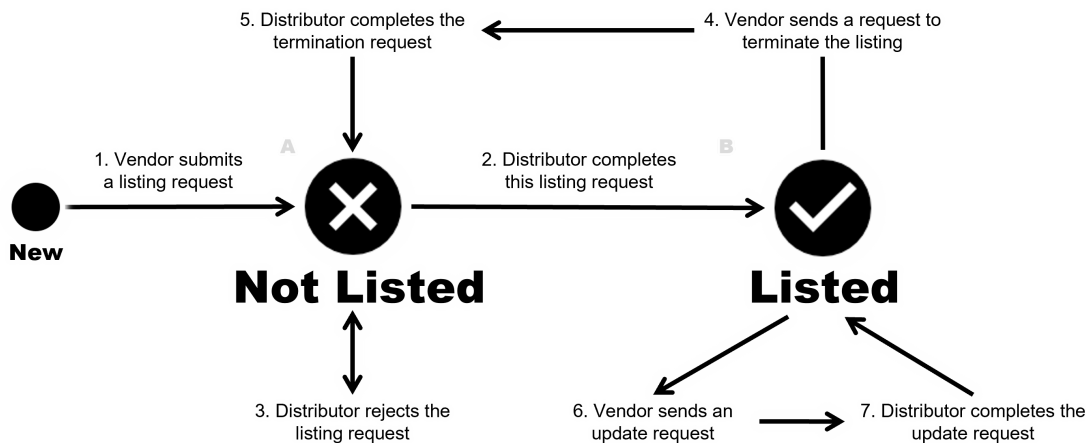 5. Distributor completes the
termination request
4. Vendor sends a request to
terminate the listing
A
B
1. Vendor submits
a listing request
2. Distributor completes
this listing request
New
Not Listed
Listed
3. Distributor rejects the
listing request
6. Vendor sends an
update request
7. Distributor completes the
update request